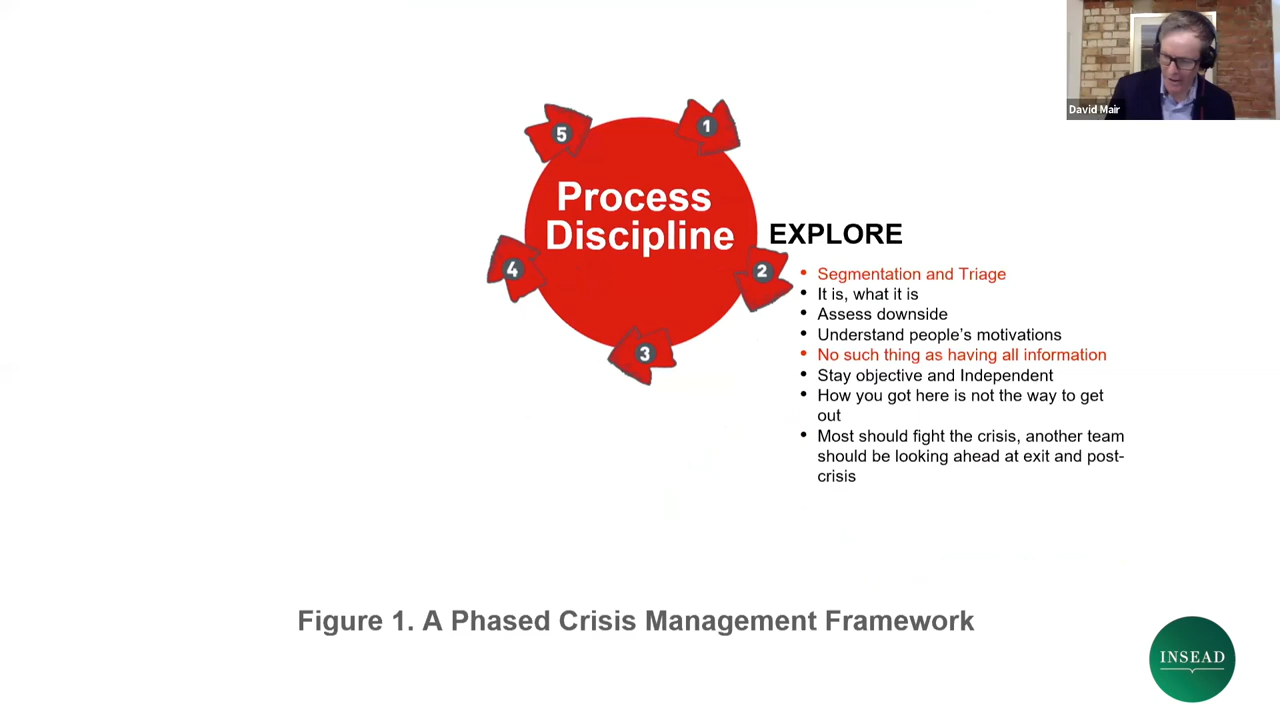 David Mair
5
1
Process
Discipline
EXPLORE
4
2
3
• Segmentation and Triage
• It is, what it is
• Assess downside
• Understand people’s motivations
• No such thing as having all information
• Stay objective and Independent
• How you got here is not the way to get
out
• Most should fight the crisis, another team
should be looking ahead at exit and post-
crisis
Figure 1. A Phased Crisis Management Framework
INSEAD